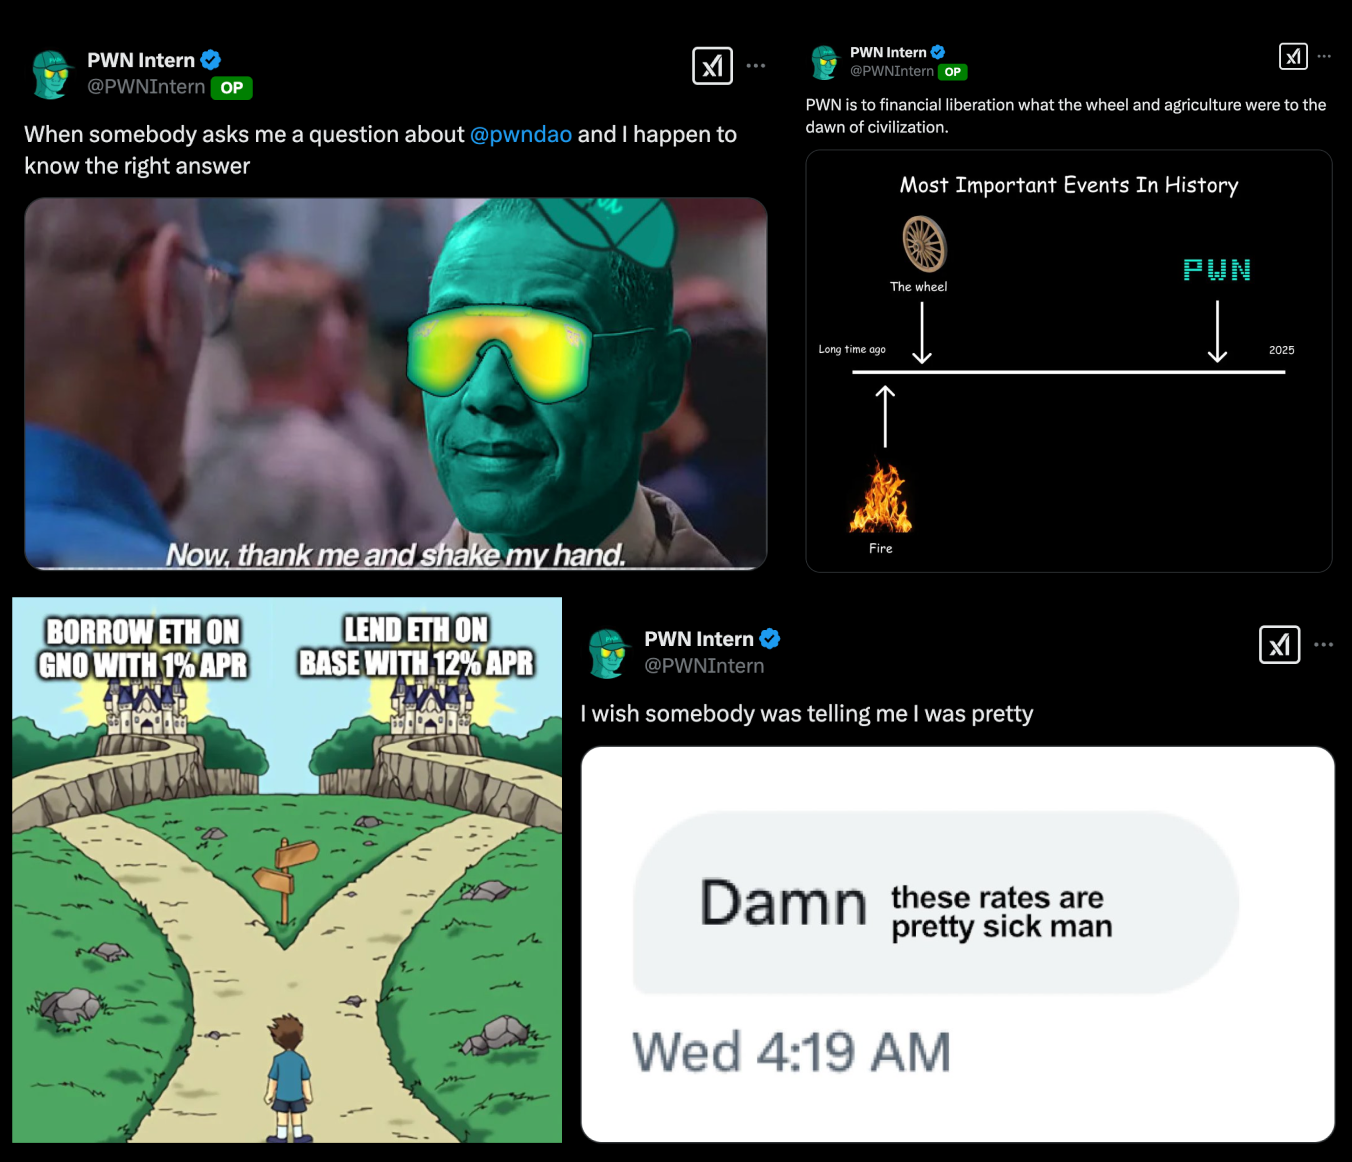 PWN Intern
@PWNIntern OP
When somebody asks me a question about @pwndao and I happen to
know the right answer
Now, thank me and shake my hand.
PWN Intern
@PWNIntern OP
PWN is to financial liberation what the wheel and agriculture were to the
dawn of civilization.
Most Important Events In History
The wheel
PWN
Long time ago
2025
Fire
BORROW ETH ON
GNO WITH 1% APR
LEND ETH ON
BASE WITH 12% APR
PWN Intern
@PWNIntern
I wish somebody was telling me I was pretty
Damn these rates are
pretty sick man
Wed 4:19 AM